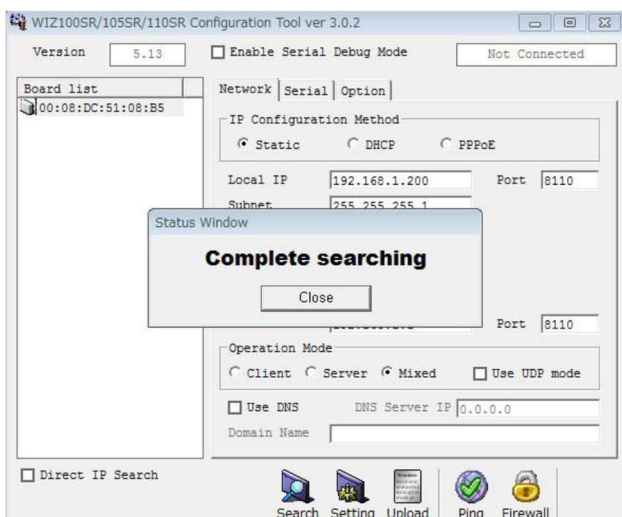 WIZ100SR/105SR/110SR Configuration Tool ver 3.0.2
Version 5.13 Enable Serial Debug Mode Not Connected
Board list
00:08:DC:51:08:B5
Network Serial Option
IP Configuration Method
Static DHCP PPPoE
Local IP 192.168.1.200 Port 8110
Subnet 255.255.255.1
Status Window
Complete searching
Close
Port 8110
Operation Mode
Client Server Mixed Use UDP mode
Use DNS DNS Server IP 0.0.0.0
Domain Name
Direct IP Search
Search Setting Upload Ping Firewall